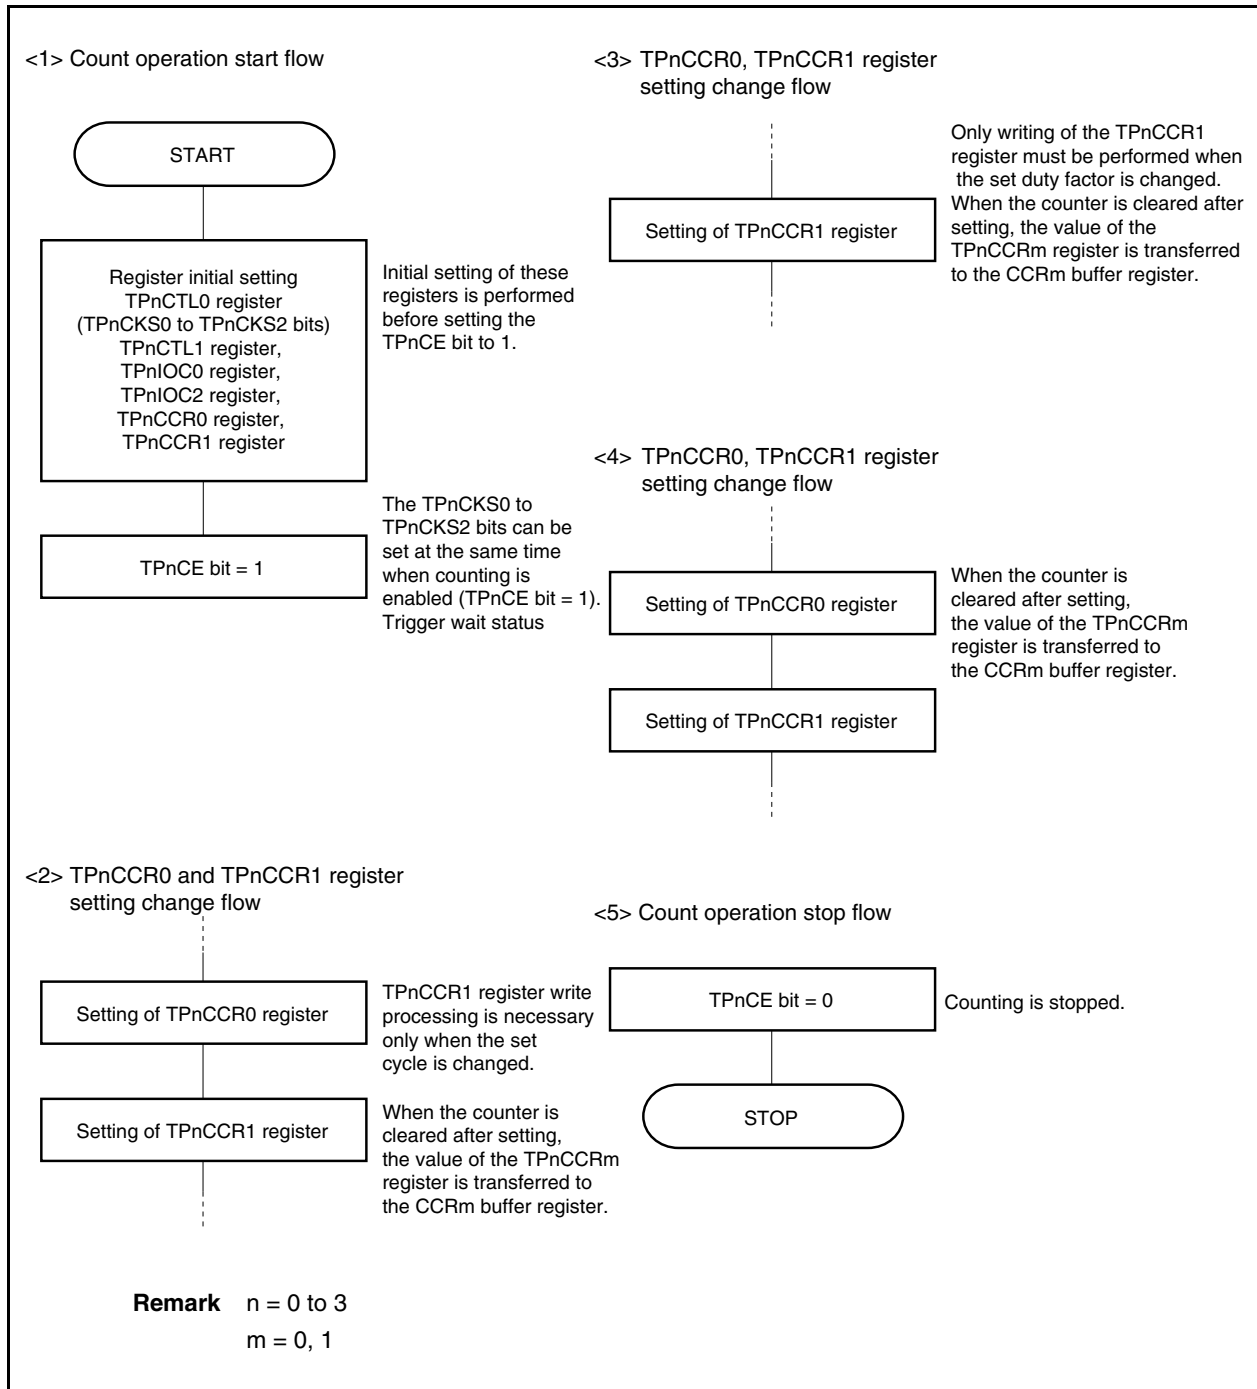 <1> Count operation start flow
START
Register initial setting
TPnCTL0 register
(TPnCKS0 to TPnCKS2 bits)
TPnCTL1 register,
TPnIOC0 register,
TPnIOC2 register,
TPnCCR0 register,
TPnCCR1 register
Initial setting of these
registers is performed
before setting the
TPnCE bit to 1.
TPnCE bit = 1
The TPnCKS0 to
TPnCKS2 bits can be
set at the same time
when counting is
enabled (TPnCE bit = 1).
Trigger wait status
<2> TPnCCR0 and TPnCCR1 register
setting change flow
Setting of TPnCCR0 register
TPnCCR1 register write
processing is necessary
only when the set
cycle is changed.
Setting of TPnCCR1 register
When the counter is
cleared after setting,
the value of the TPnCCRm
register is transferred to
the CCRm buffer register.
<3> TPnCCR0, TPnCCR1 register
setting change flow
Setting of TPnCCR1 register
Only writing of the TPnCCR1
register must be performed when
the set duty factor is changed.
When the counter is cleared after
setting, the value of the
TPnCCRm register is transferred
to the CCRm buffer register.
<4> TPnCCR0, TPnCCR1 register
setting change flow
Setting of TPnCCR0 register
When the counter is
cleared after setting,
the value of the TPnCCRm
register is transferred to
the CCRm buffer register.
Setting of TPnCCR1 register
<5> Count operation stop flow
TPnCE bit = 0
Counting is stopped.
STOP
Remark n = 0 to 3
m = 0, 1